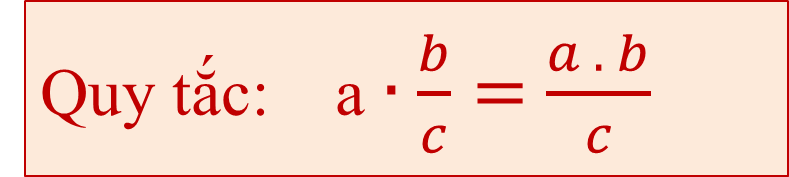 Quy tắc: a · b/c = a . b/c